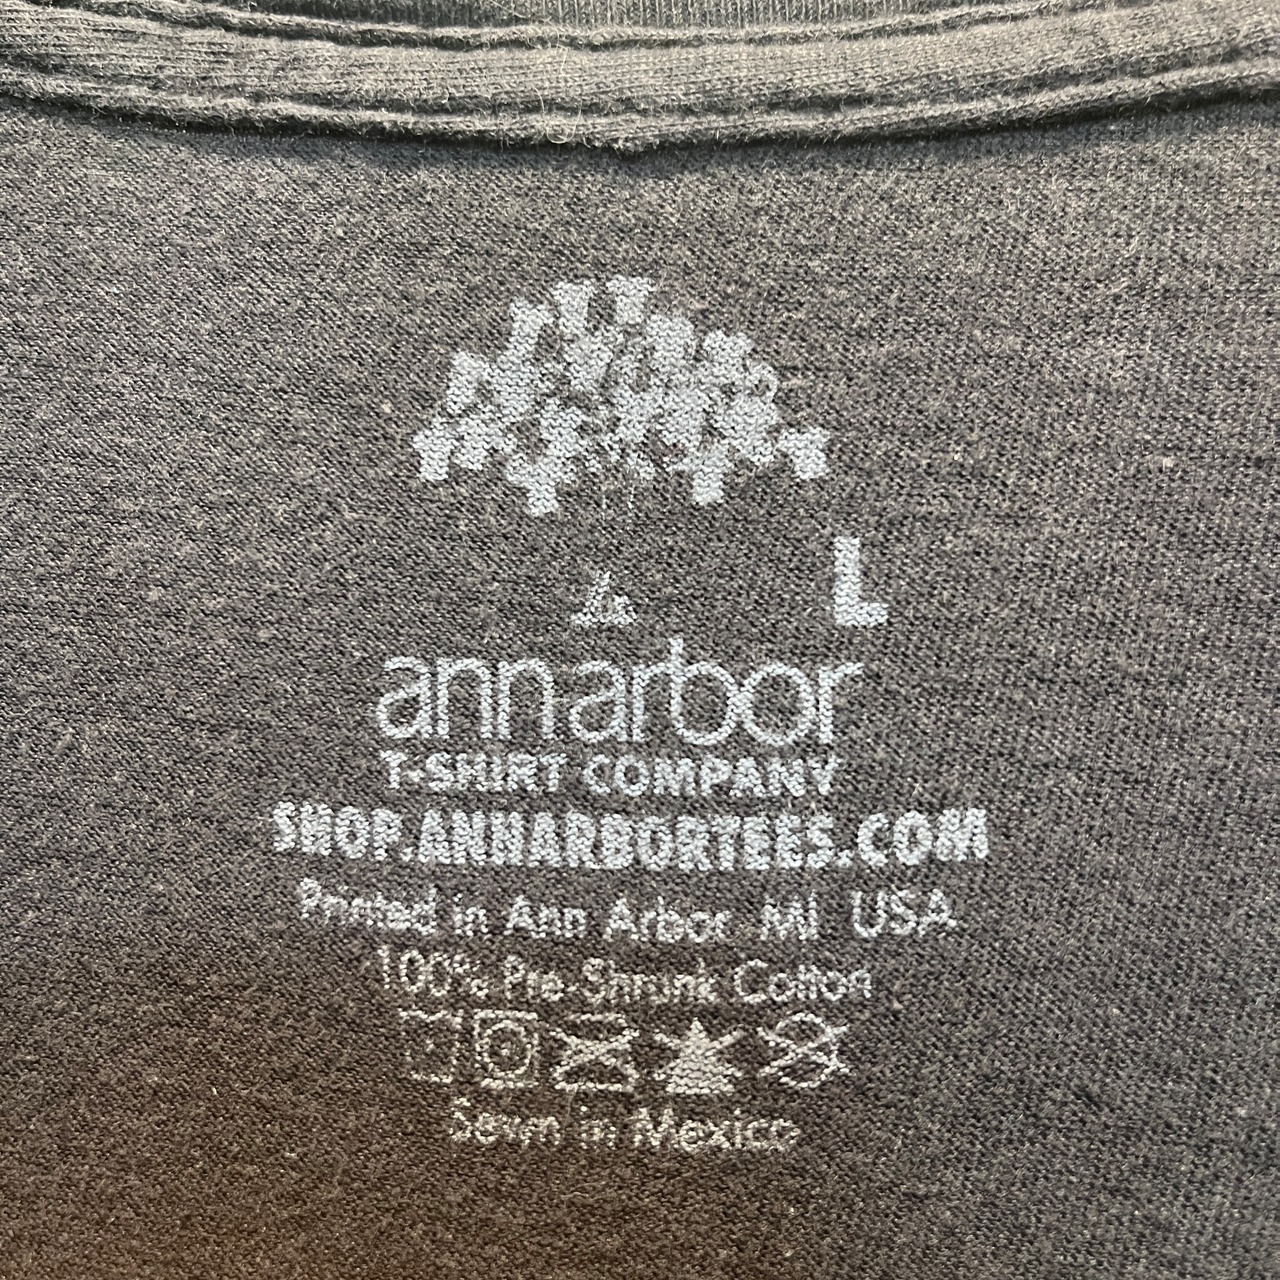 L
annarbor
T-SHIRT COMPANY
SHOP.ANNARBORTEES.COM
Printed in Ann Arbor MI USA
100% Pre-Shrunk Cotton
Sewn in Mexico